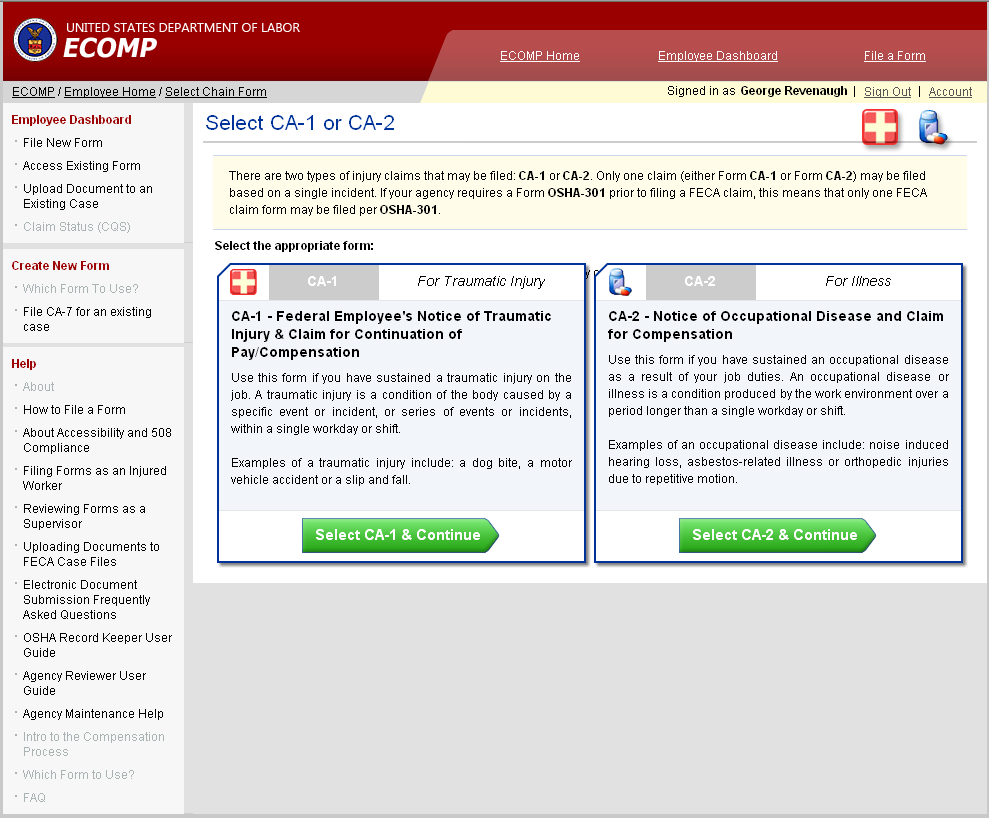 UNITED STATES DEPARTMENT OF LABOR
ECOMP
ECOMP Home
Employee Dashboard
File a Form
ECOMP / Employee Home / Select Chain Form
Signed in as George Revenaugh | Sign Out | Account
Employee Dashboard
File New Form
Access Existing Form
Upload Document to an
Existing Case
Claim Status (CQS)
Create New Form
Which Form To Use?
File CA-7 for an existing
case
Help
About
How to File a Form
About Accessibility and 508
Compliance
Filing Forms as an Injured
Worker
Reviewing Forms as a
Supervisor
Uploading Documents to
FECA Case Files
Electronic Document
Submission Frequently
Asked Questions
OSHA Record Keeper User
Guide
Agency Reviewer User
Guide
Agency Maintenance Help
Intro to the Compensation
Process
Which Form to Use?
FAQ
Select CA-1 or CA-2
There are two types of injury claims that may be filed: CA-1 or CA-2. Only one claim (either Form CA-1 or Form CA-2) may be filed
based on a single incident. If your agency requires a Form OSHA-301 prior to filing a FECA claim, this means that only one FECA
claim form may be filed per OSHA-301.
Select the appropriate form:
CA-1
For Traumatic Injury
CA-1 - Federal Employee's Notice of Traumatic
Injury & Claim for Continuation of
Pay/Compensation
Use this form if you have sustained a traumatic injury on the
job. A traumatic injury is a condition of the body caused by a
specific event or incident, or series of events or incidents,
within a single workday or shift.
Examples of a traumatic injury include: a dog bite, a motor
vehicle accident or a slip and fall.
Select CA-1 & Continue
CA-2
For Illness
CA-2 - Notice of Occupational Disease and Claim
for Compensation
Use this form if you have sustained an occupational disease
as a result of your job duties. An occupational disease or
illness is a condition produced by the work environment over a
period longer than a single workday or shift.
Examples of an occupational disease include: noise induced
hearing loss, asbestos-related illness or orthopedic injuries
due to repetitive motion.
Select CA-2 & Continue